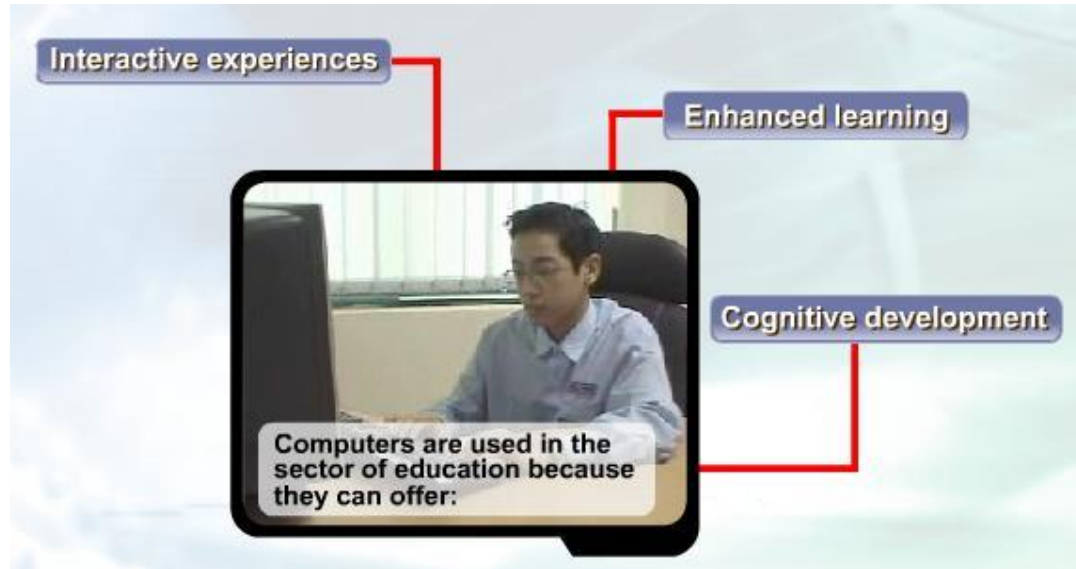 Interactive experiences
Enhanced learning
Cognitive development
Computers are used in the
sector of education because
they can offer: